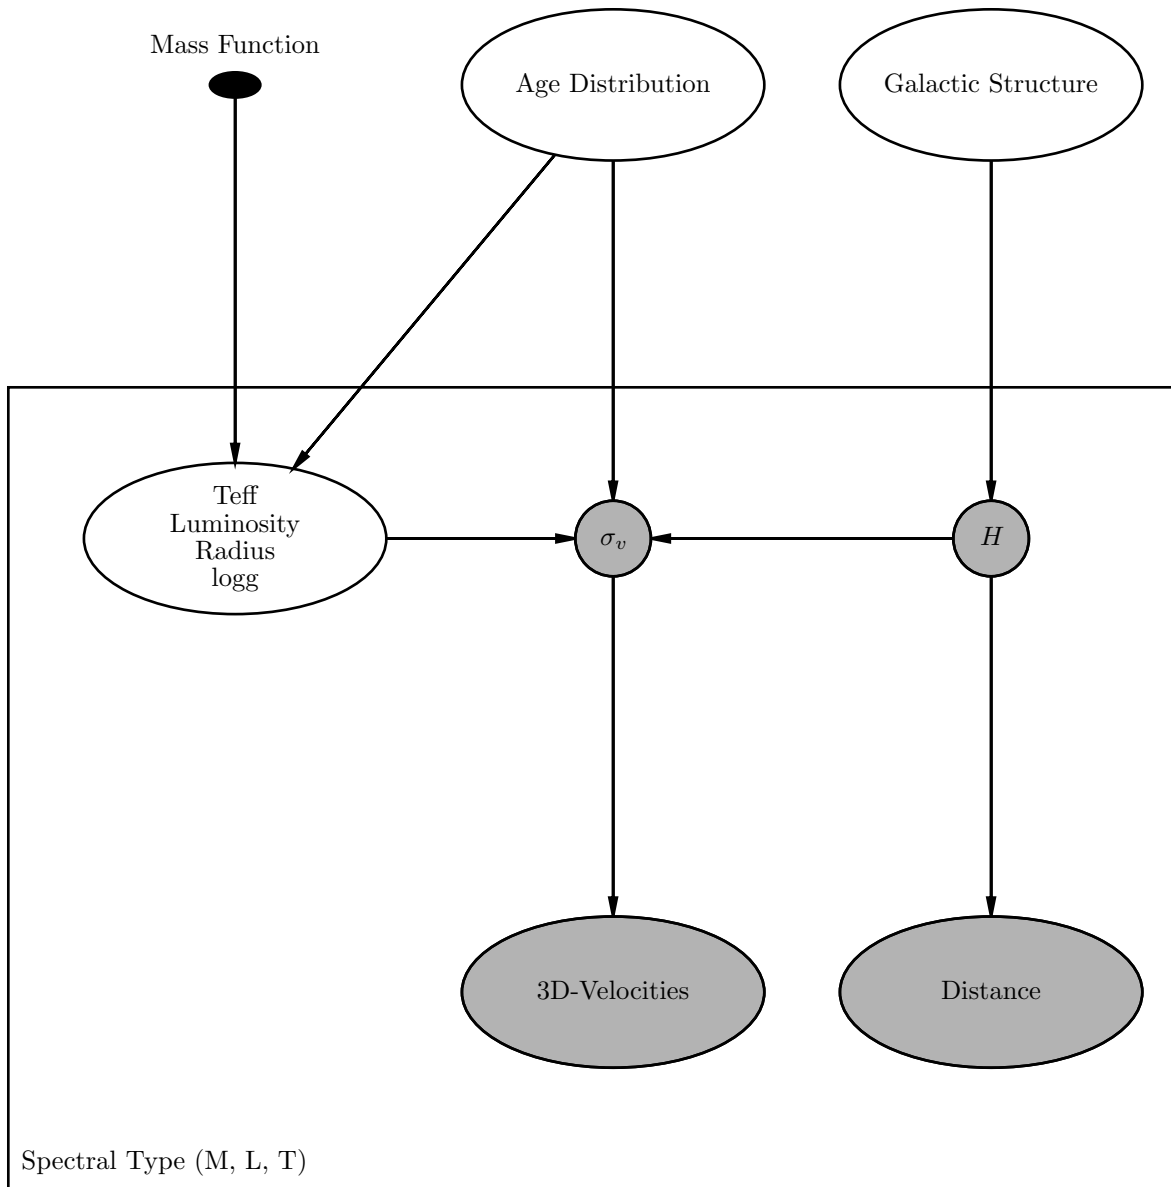 Mass Function
Age Distribution
Galactic Structure
Teff
Luminosity
Radius
logg
σ_v
H
3D-Velocities
Distance
Spectral Type (M, L, T)